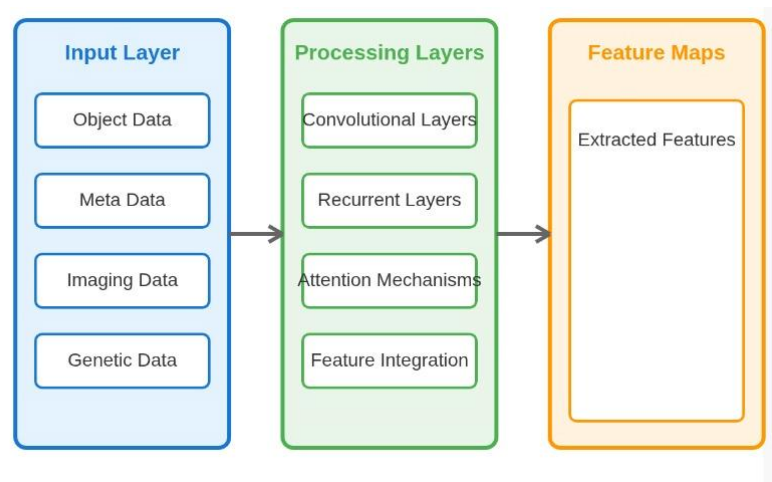 Input Layer
Object Data
Meta Data
Imaging Data
Genetic Data
Processing Layers
Convolutional Layers
Recurrent Layers
Attention Mechanisms
Feature Integration
Feature Maps
Extracted Features